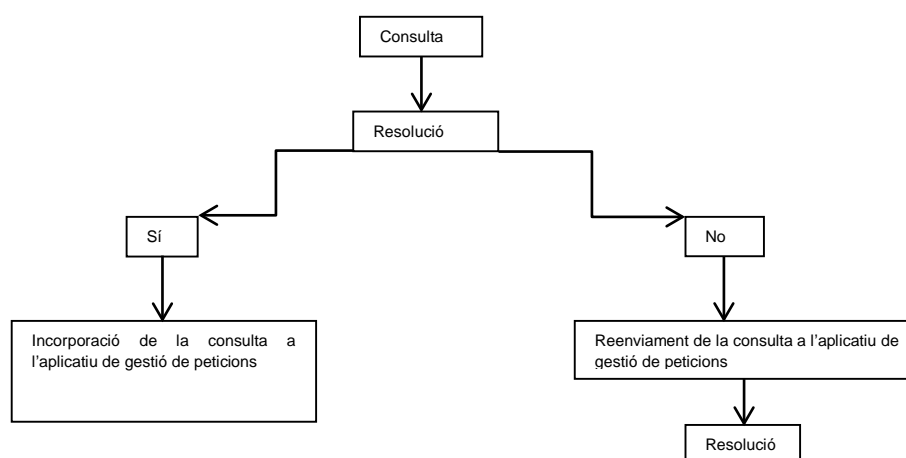 Consulta
Resolució
Sí
No
Incorporació de la consulta a
l’aplicatiu de gestió de peticions
Reenviament de la consulta a l’aplicatiu de
gestió de peticions
Resolució